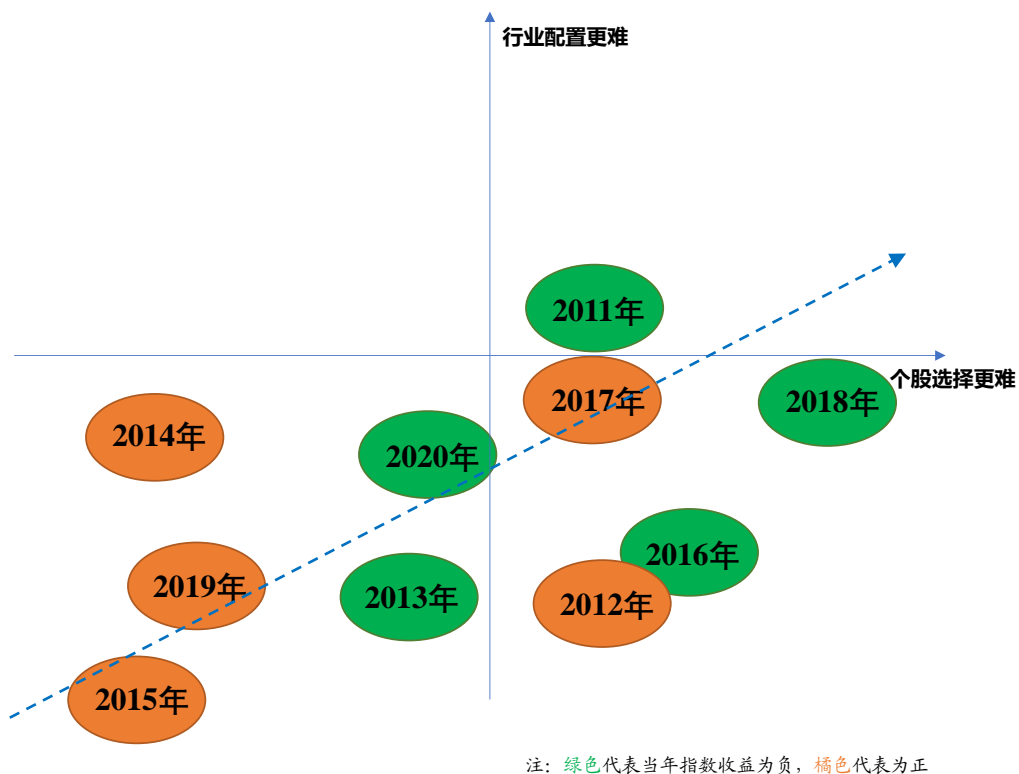 行业配置更难
2011年
个股选择更难
2017年
2018年
2014年
2020年
2016年
2019年
2013年
2012年
2015年
注：绿色代表当年指数收益为负，橘色代表为正